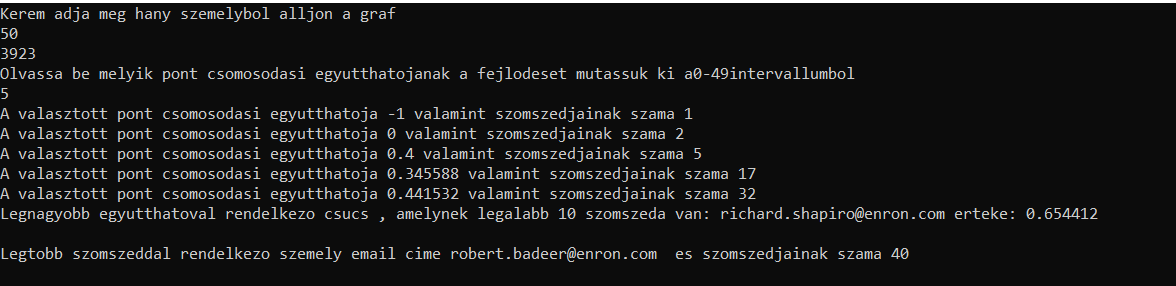 Kerem adja meg hany szemelybol alljon a graf
50
3923
Olvassa be melyik pont csomosodasi egyutthatojanak a fejlodeset mutassuk ki a0-49intervallumbol
5
A valasztott pont csomosodasi egyutthatoja -1 valamint szomszedjainak szama 1
A valasztott pont csomosodasi egyutthatoja 0 valamint szomszedjainak szama 2
A valasztott pont csomosodasi egyutthatoja 0.4 valamint szomszedjainak szama 5
A valasztott pont csomosodasi egyutthatoja 0.345588 valamint szomszedjainak szama 17
A valasztott pont csomosodasi egyutthatoja 0.441532 valamint szomszedjainak szama 32
Legnagyobb egyutthatoval rendelkezo csucs , amelynek legalabb 10 szomszeda van: richard.shapiro@enron.com erteke: 0.654412
Legtobb szomszeddal rendelkezo szemely email cime robert.badeer@enron.com  es szomszedjainak szama 40